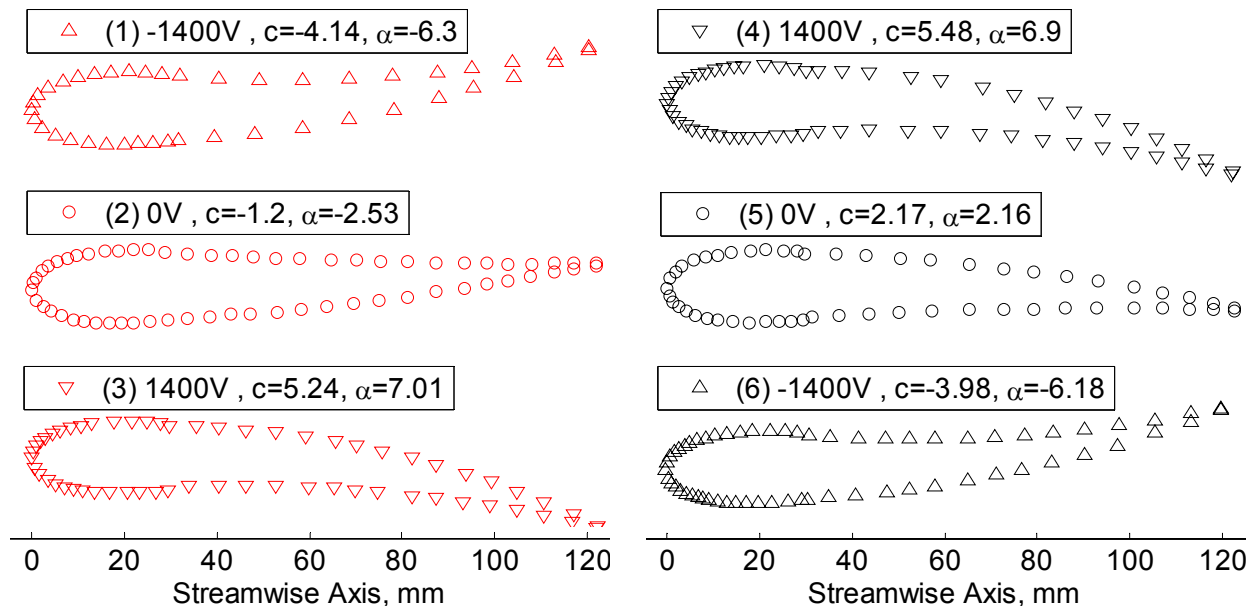 (1) -1400V , c=-4.14, α=-6.3
(2) 0V , c=-1.2, α=-2.53
(3) 1400V , c=5.24, α=7.01
0 20 40 60 80 100 120
Streamwise Axis, mm
(4) 1400V , c=5.48, α=6.9
(5) 0V , c=2.17, α=2.16
(6) -1400V , c=-3.98, α=-6.18
0 20 40 60 80 100 120
Streamwise Axis, mm